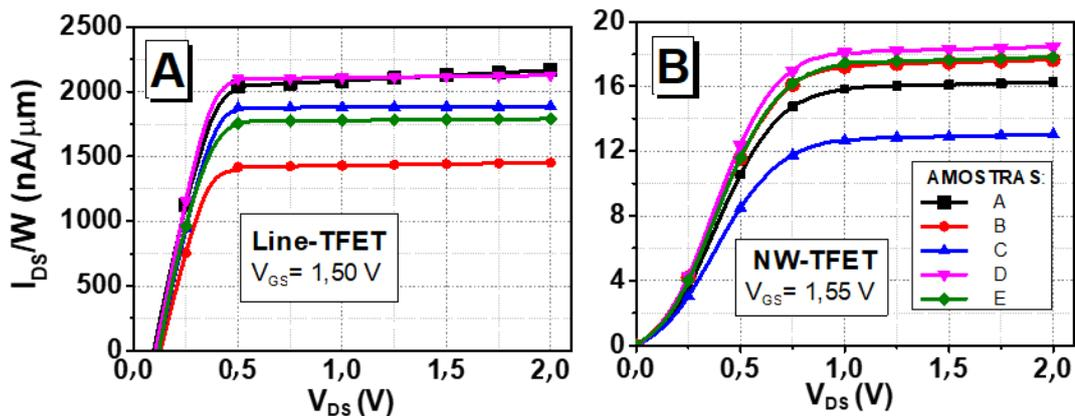 A
I_DS/W (nA/µm)
2500
2000
1500
1000
500
0
0,0 0,5 1,0 1,5 2,0
V_DS (V)
Line-TFET
V_GS= 1,50 V
B
20
16
12
8
4
0
0,0 0,5 1,0 1,5 2,0
V_DS (V)
NW-TFET
V_GS= 1,55 V
AMOSTRAS:
A
B
C
D
E